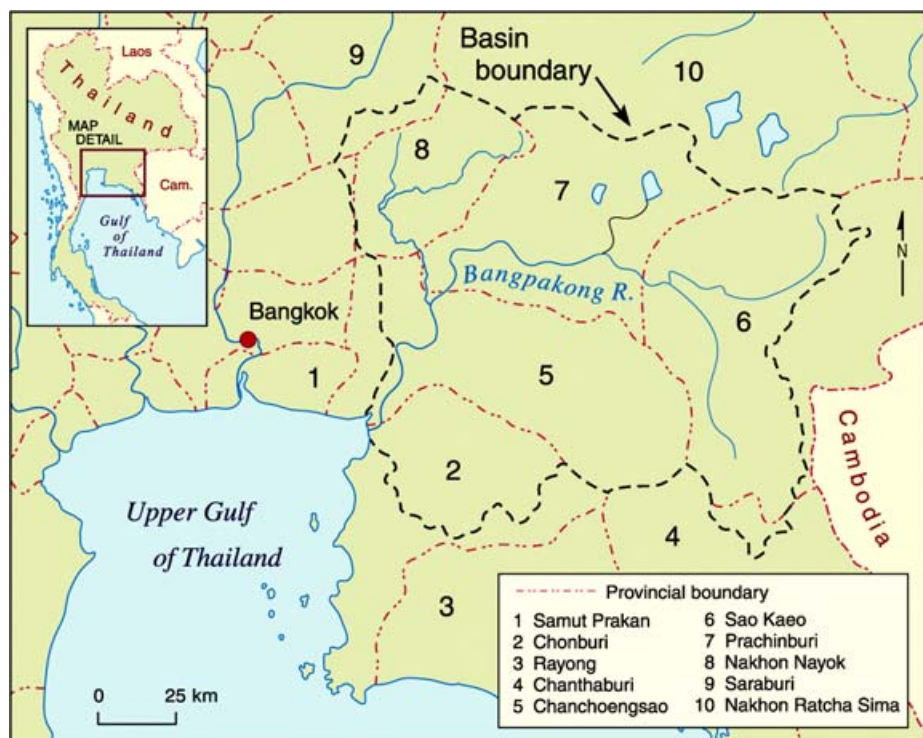 Laos
Thailand
MAP
DETAIL
Cam.
Gulf
of
Thailand
9
Basin
boundary
10
8
7
N
Bangpakong R.
6
Bangkok
1
5
Cambodia
2
Upper Gulf
of Thailand
4
3
0 25 km
Provincial boundary
1 Samut Prakan
2 Chonburi
3 Rayong
4 Chanthaburi
5 Chanchoengsao
6 Sao Kaeo
7 Prachinburi
8 Nakhon Nayok
9 Saraburi
10 Nakhon Ratcha Sima